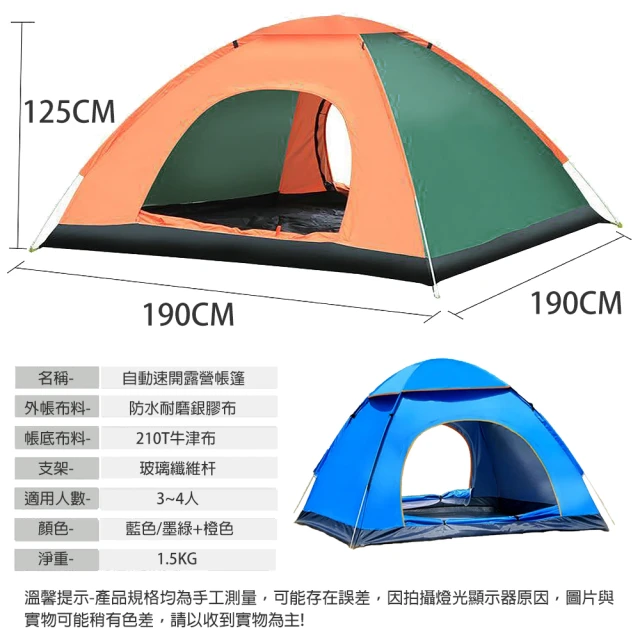 125CM
190CM
190CM
名稱- 自動速開露營帳篷
外帳布料- 防水耐磨銀膠布
帳底布料- 210T牛津布
支架- 玻璃纖維杆
適用人數- 3~4人
顏色- 藍色/墨綠+橙色
淨重- 1.5KG
溫馨提示-產品規格均為手工測量，可能存在誤差，因拍攝燈光顯示器原因，圖片與
實物可能稍有色差，請以收到實物為主!